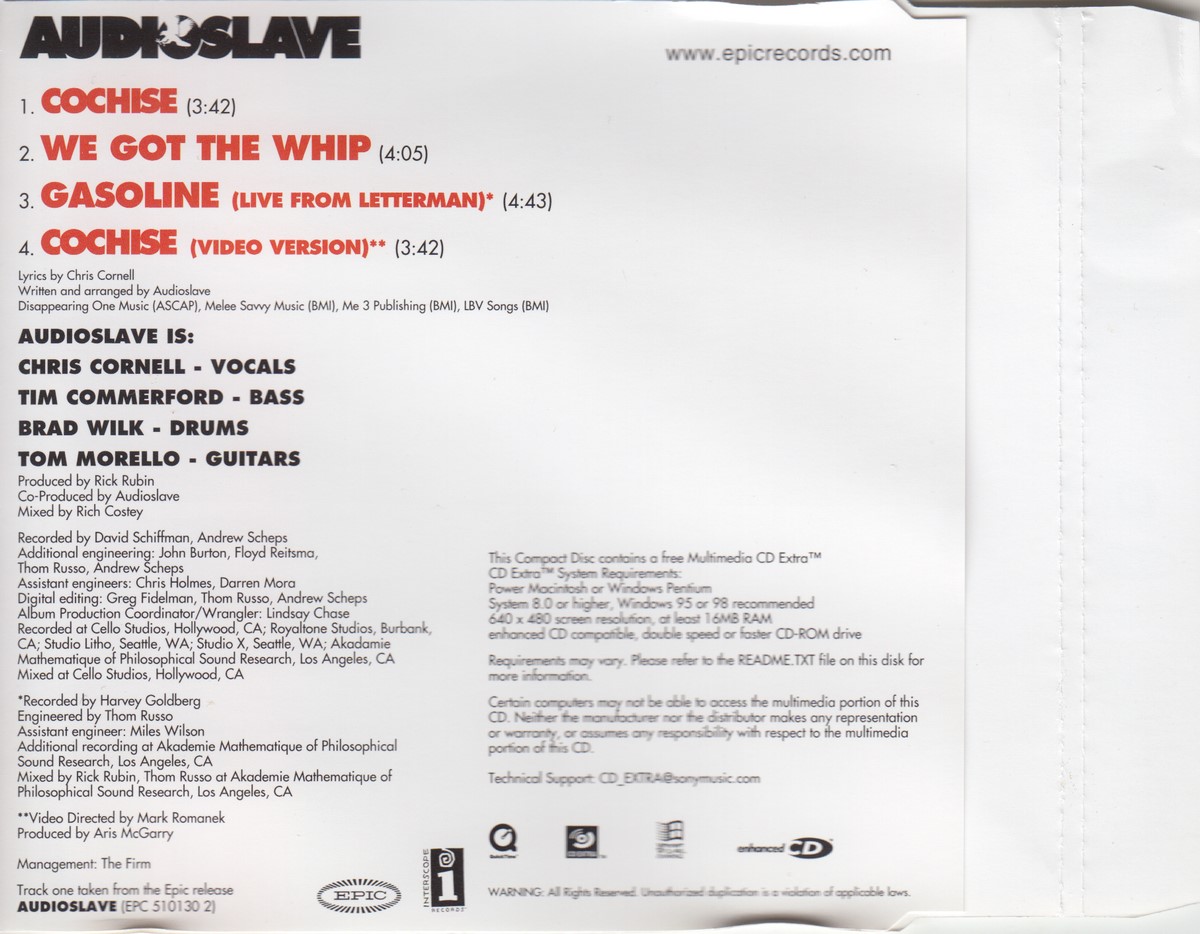 AUDIOSLAVE
www.epicrecords.com
1. COCHISE (3:42)
2. WE GOT THE WHIP (4:05)
3. GASOLINE (LIVE FROM LETTERMAN)* (4:43)
4. COCHISE (VIDEO VERSION)** (3:42)
Lyrics by Chris Cornell
Written and arranged by Audioslave
Disappearing One Music (ASCAP), Melee Savvy Music (BMI), Me 3 Publishing (BMI), LBV Songs (BMI)
AUDIOSLAVE IS:
CHRIS CORNELL - VOCALS
TIM COMMERFORD - BASS
BRAD WILK - DRUMS
TOM MORELLO - GUITARS
Produced by Rick Rubin
Co-Produced by Audioslave
Mixed by Rich Costey
Recorded by David Schiffman, Andrew Scheps
Additional engineering: John Burton, Floyd Reitsma,
Thom Russo, Andrew Scheps
Assistant engineers: Chris Holmes, Darren Mora
Digital editing: Greg Fidelman, Thom Russo, Andrew Scheps
Album Production Coordinator/Wrangler: Lindsay Chase
Recorded at Cello Studios, Hollywood, CA; Royaltone Studios, Burbank,
CA; Studio Litho, Seattle, WA; Studio X, Seattle, WA; Akadamie
Mathematique of Philosophical Sound Research, Los Angeles, CA
Mixed at Cello Studios, Hollywood, CA
*Recorded by Harvey Goldberg
Engineered by Thom Russo
Assistant engineer: Miles Wilson
Additional recording at Akademie Mathematique of Philosophical
Sound Research, Los Angeles, CA
Mixed by Rick Rubin, Thom Russo at Akademie Mathematique of
Philosophical Sound Research, Los Angeles, CA
**Video Directed by Mark Romanek
Produced by Aris McGarry
Management: The Firm
Track one taken from the Epic release
AUDIOSLAVE (EPC 510130 2)
EPIC
INTERSCOPE
i
RECORDS
This Compact Disc contains a free Multimedia CD Extra™
CD Extra™ System Requirements:
Power Macintosh or Windows Pentium
System 8.0 or higher, Windows 95 or 98 recommended
640 x 480 screen resolution, at least 16MB RAM
enhanced CD compatible, double speed or faster CD-ROM drive
Requirements may vary. Please refer to the README.TXT file on this disk for
more information.
Certain computers may not be able to access the multimedia portion of this
CD. Neither the manufacturer nor the distributor makes any representation
or warranty, or assumes any responsibility with respect to the multimedia
portion of this CD.
Technical Support: CD_EXTRA@sonymusic.com
QuickTime™
enhanced CD™
WARNING: All Rights Reserved. Unauthorized duplication is a violation of applicable laws.